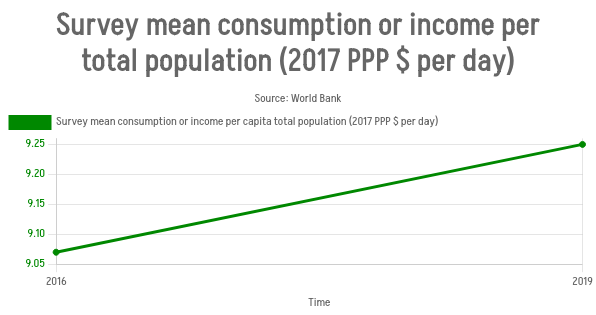 Survey mean consumption or income per
total population (2017 PPP $ per day)
Source: World Bank
Survey mean consumption or income per capita total population (2017 PPP $ per day)
9.25
9.20
9.15
9.10
9.05
2016 2019
Time